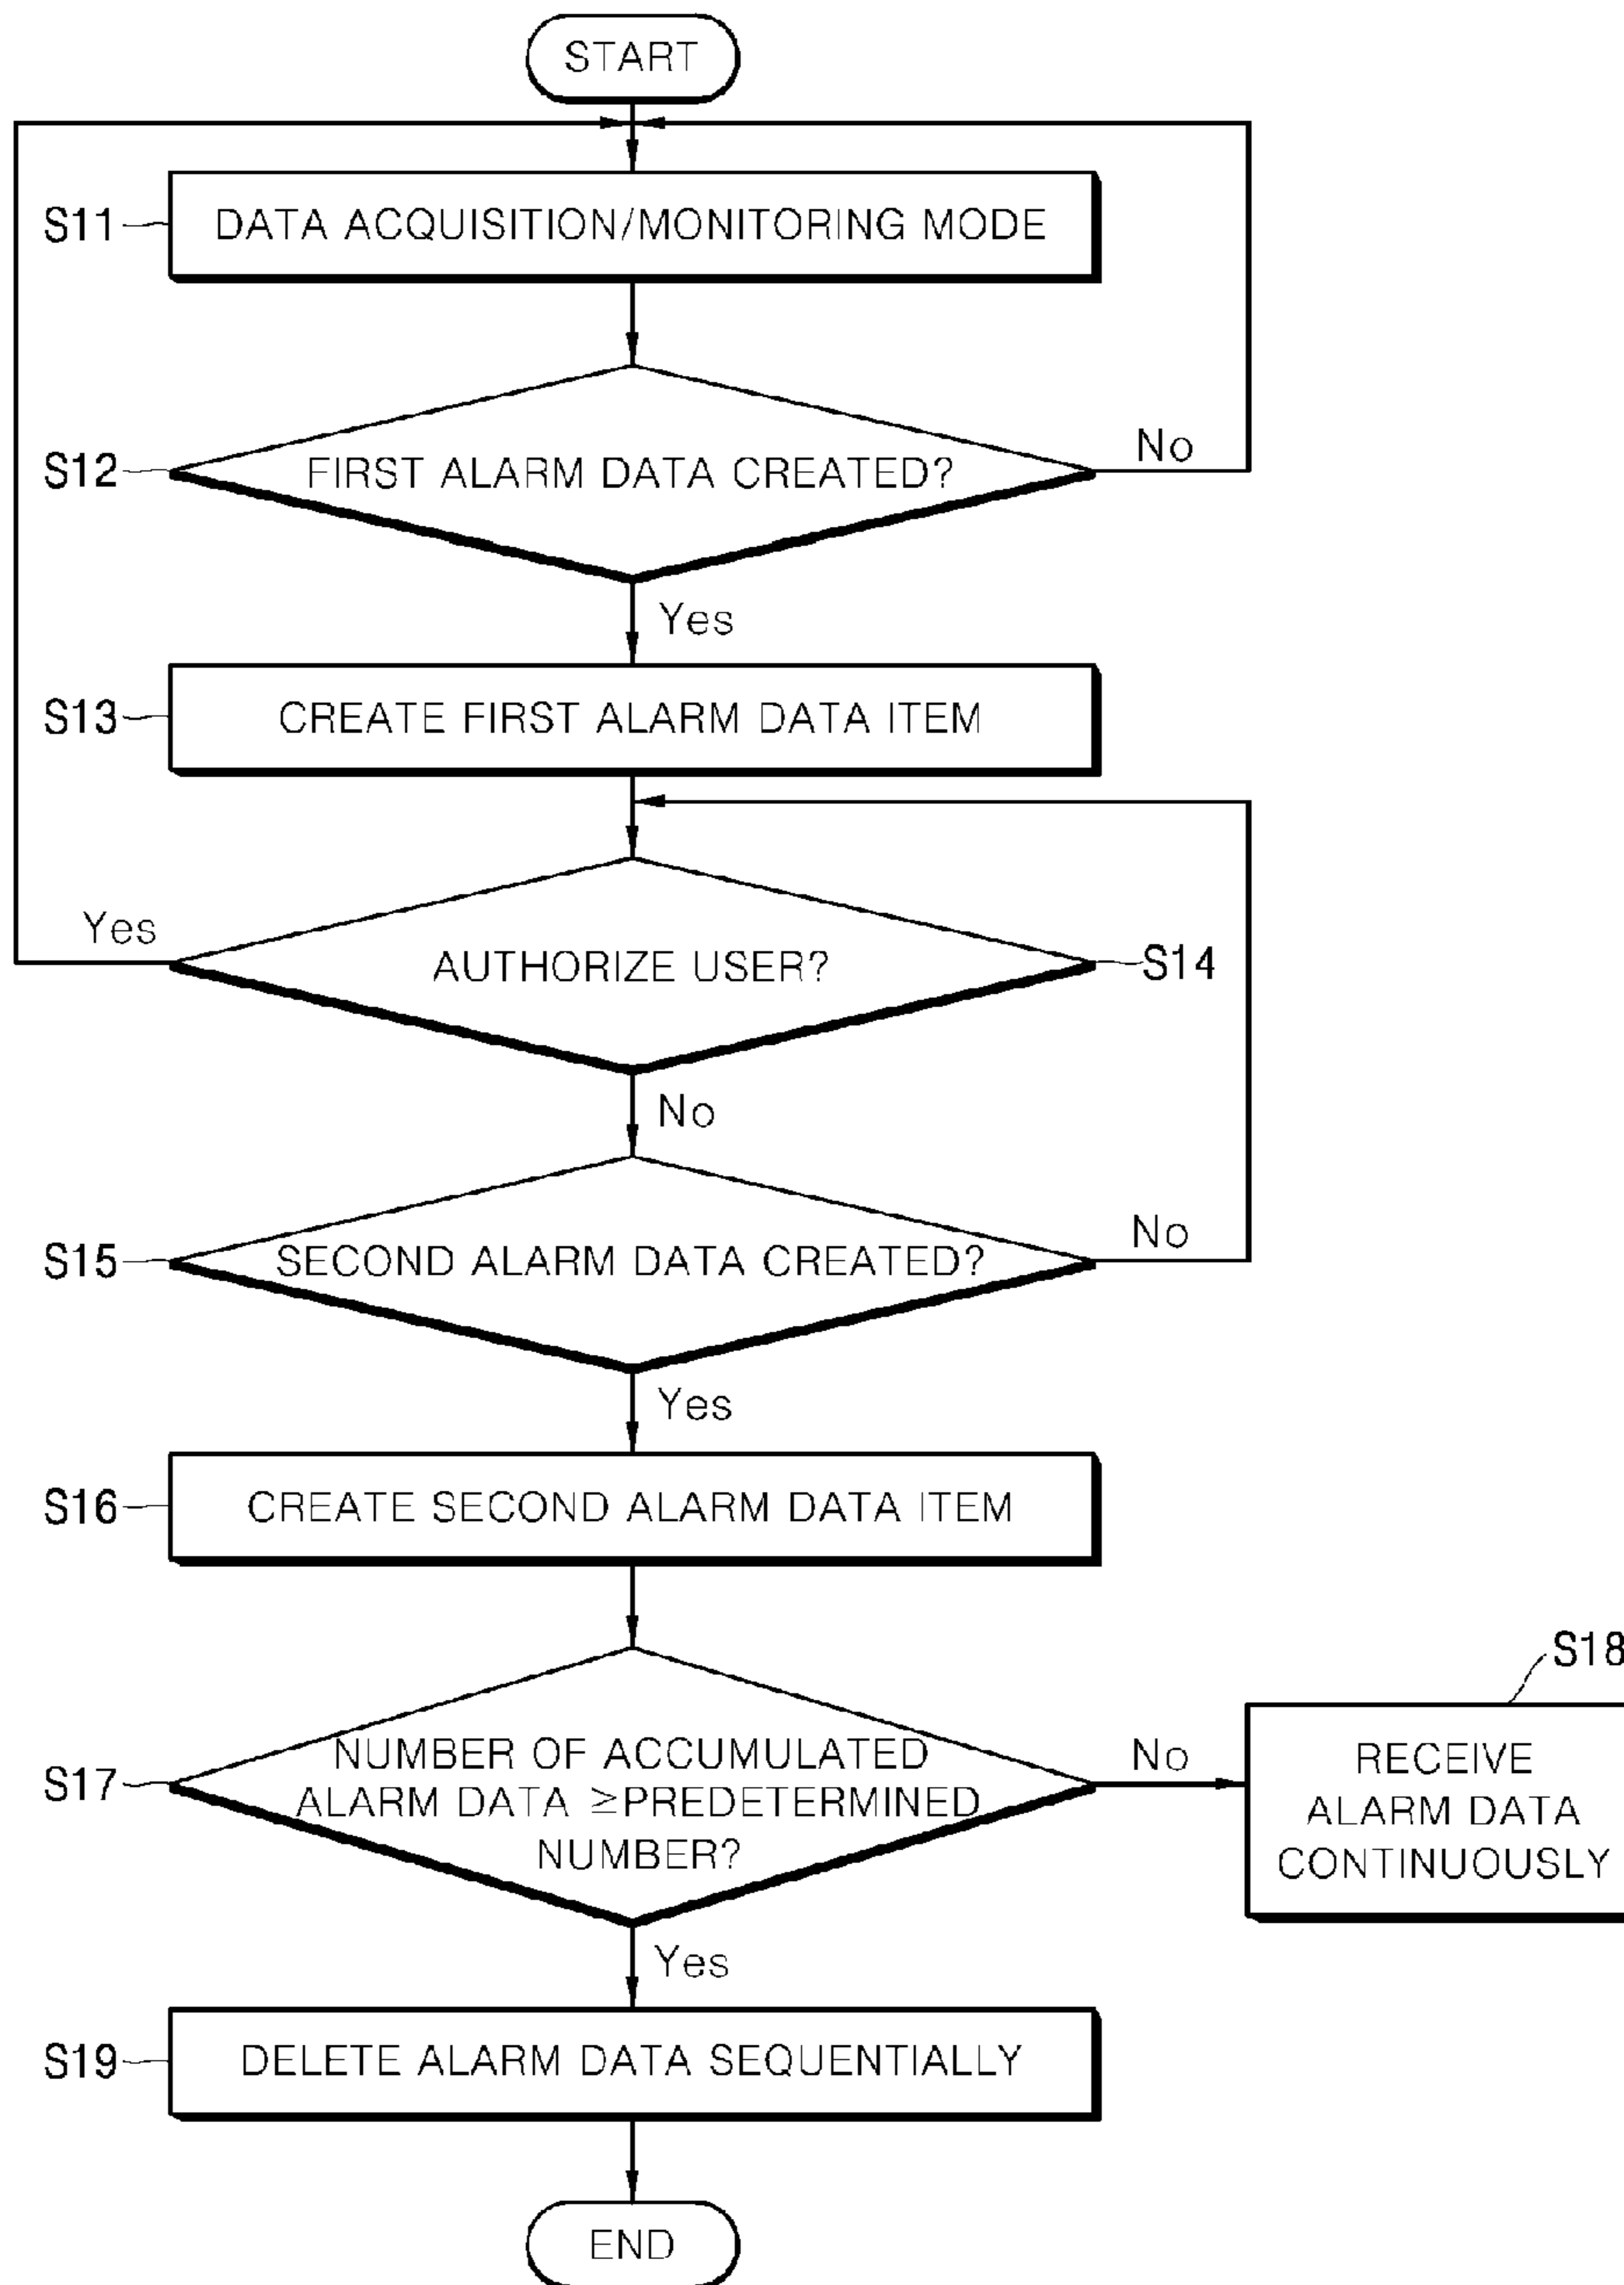 START
S11
DATA ACQUISITION/MONITORING MODE
S12
FIRST ALARM DATA CREATED?
No
Yes
S13
CREATE FIRST ALARM DATA ITEM
Yes
AUTHORIZE USER?
S14
No
S15
SECOND ALARM DATA CREATED?
No
Yes
S16
CREATE SECOND ALARM DATA ITEM
S17
NUMBER OF ACCUMULATED
ALARM DATA ≥PREDETERMINED
NUMBER?
No
S18
RECEIVE
ALARM DATA
CONTINUOUSLY
Yes
S19
DELETE ALARM DATA SEQUENTIALLY
END